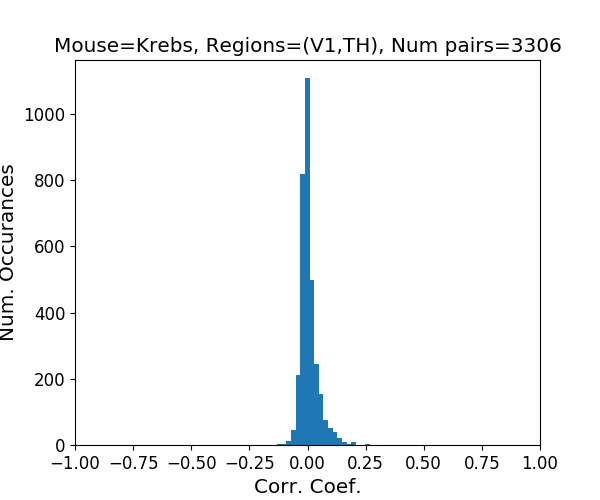 Mouse=Krebs, Regions=(V1,TH), Num pairs=3306
1000
800
600
400
200
0
Num. Occurances
−1.00 −0.75 −0.50 −0.25 0.00 0.25 0.50 0.75 1.00
Corr. Coef.